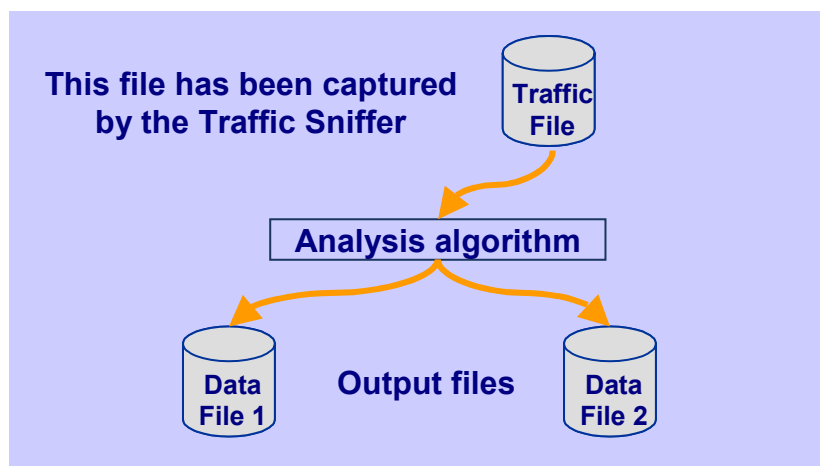 This file has been captured
by the Traffic Sniffer
Traffic
File
Analysis algorithm
Data
File 1
Output files
Data
File 2